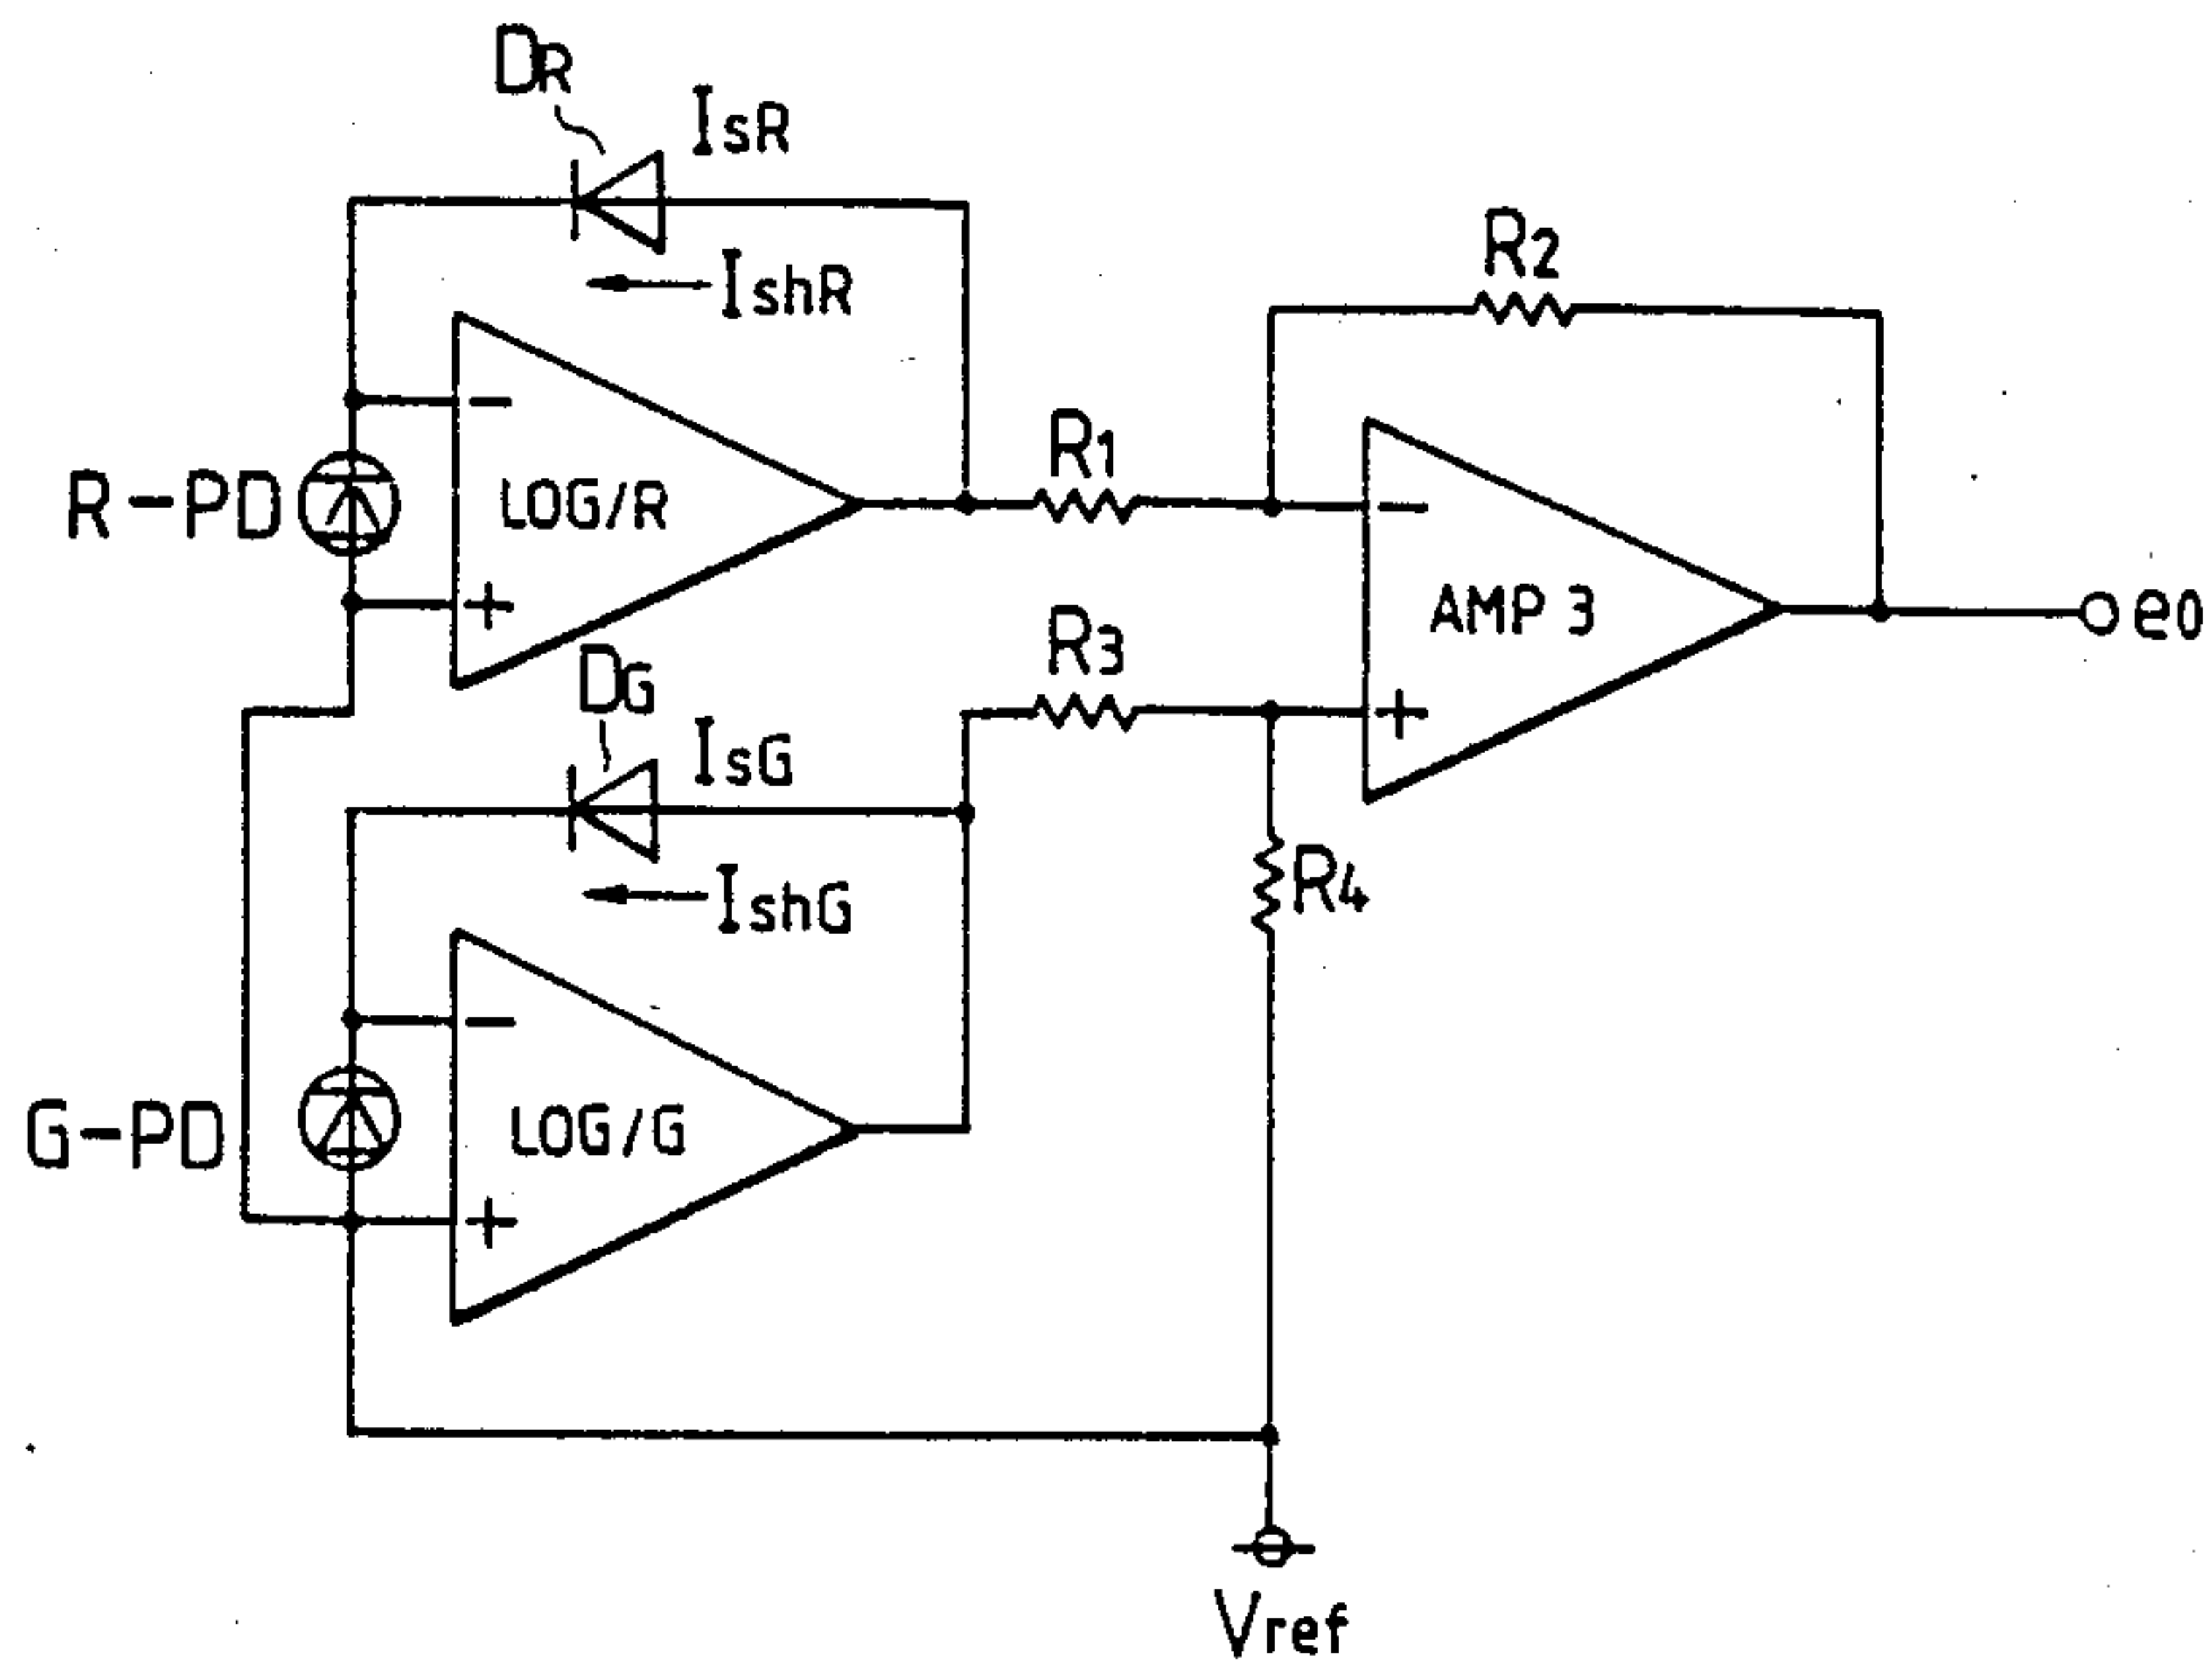 DR
IsR
IshR
R2
R-PD
-
LOG/R
+
R1
-
AMP 3
+
e0
R3
DG
IsG
IshG
R4
G-PD
-
LOG/G
+
Vref